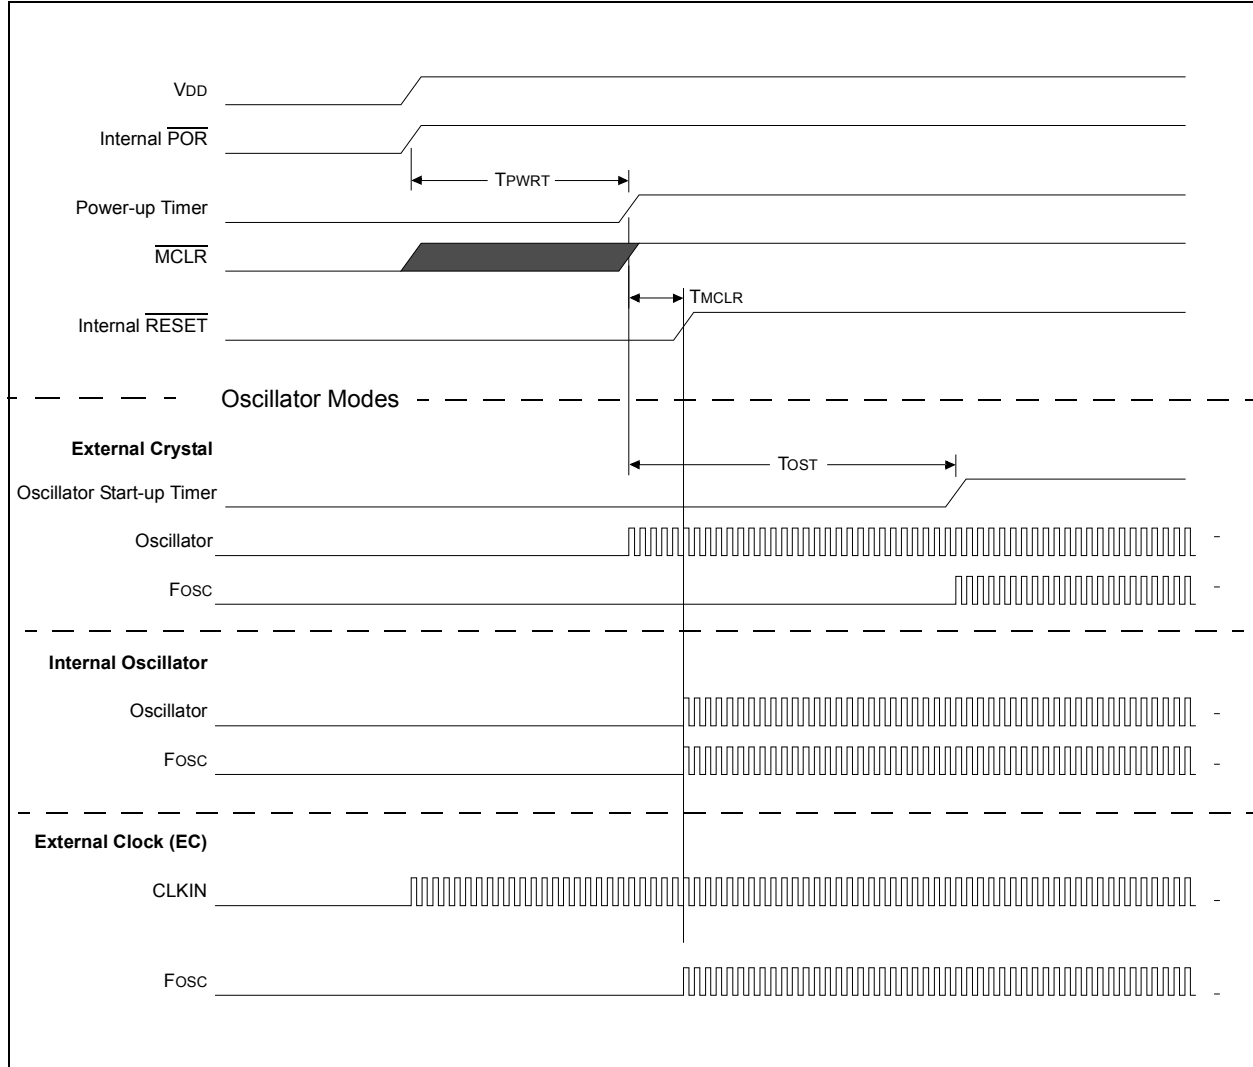 VDD
Internal POR
TPWRT
Power-up Timer
MCLR
TMCLR
Internal RESET
Oscillator Modes
External Crystal
TOST
Oscillator Start-up Timer
Oscillator
FOSC
Internal Oscillator
Oscillator
FOSC
External Clock (EC)
CLKIN
FOSC